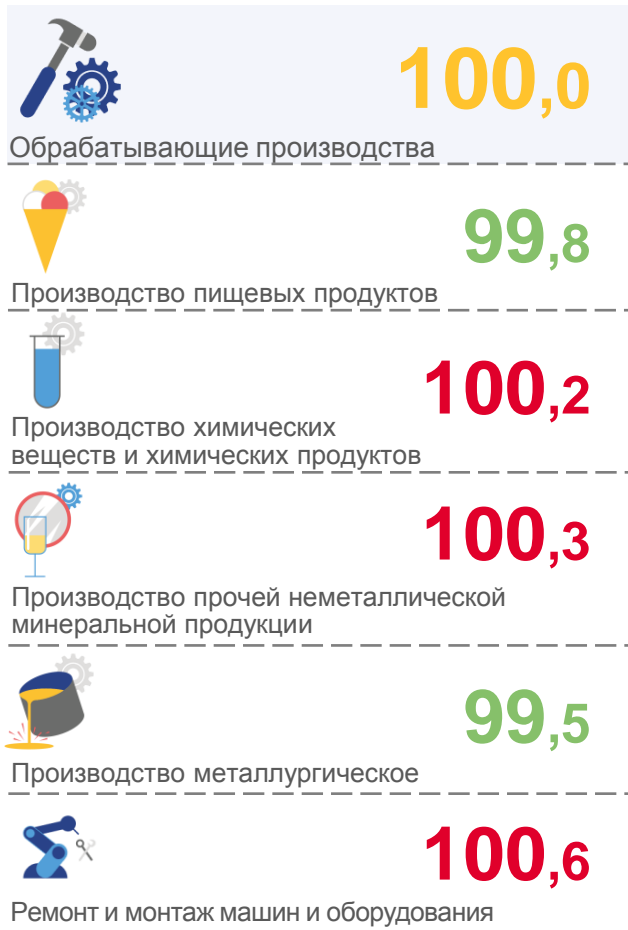 100,0
Обрабатывающие производства
99,8
Производство пищевых продуктов
100,2
Производство химических
веществ и химических продуктов
100,3
Производство прочей неметаллической
минеральной продукции
99,5
Производство металлургическое
100,6
Ремонт и монтаж машин и оборудования